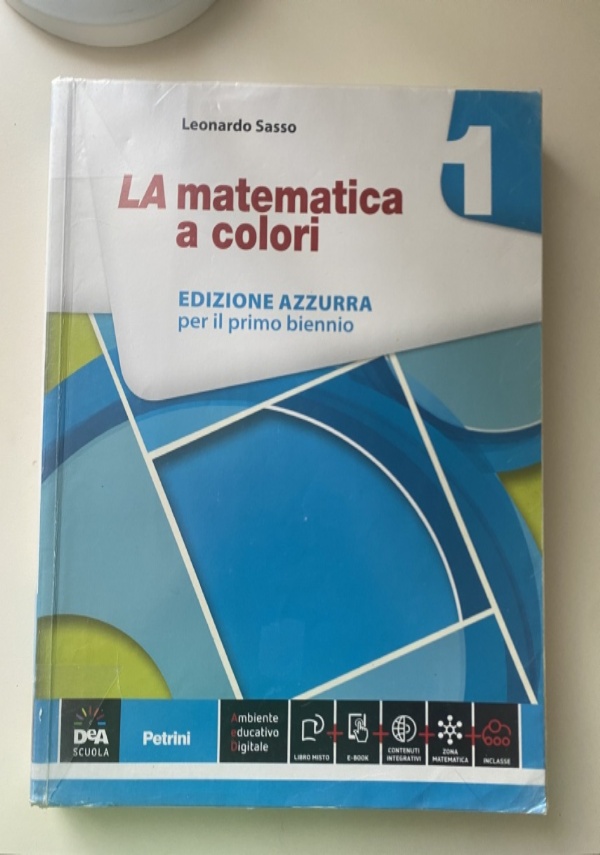 Leonardo Sasso
1
LA matematica
a colori
EDIZIONE AZZURRA
per il primo biennio
DeA
SCUOLA
Petrini
Ambiente
educativo
Digitale
LIBRO MISTO
E-BOOK
CONTENUTI
INTEGRATIVI
ZONA
MATEMATICA
INCLASSE